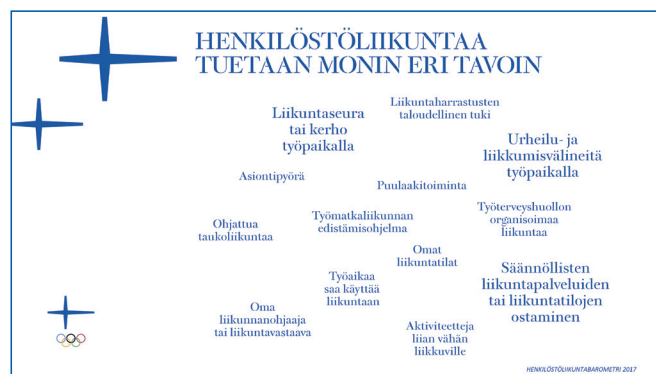 HENKILÖSTÖLIIKUNTAA
TUETAAN MONIN ERI TAVOIN
Liikuntaharrastusten
taloudellinen tuki
Liikuntaseura
tai kerho
työpaikalla
Urheilu- ja
liikkumisvälineitä
työpaikalla
Asiontipyörä
Puulaakitoiminta
Ohjattua
taukoliikuntaa
Työmatkaliikunnan
edistämisohjelma
Työterveyshuollon
organisoimaa
liikuntaa
Omat
liikuntatilat
Työaikaa
saa käyttää
liikuntaan
Säännöllisten
liikuntapalveluiden
tai liikuntatilojen
ostaminen
Oma
liikunnanohjaaja
tai liikuntavastaava
Aktiviteetteja
liian vähän
liikkuville
HENKILÖSTÖLIIKUNTABAROMETRI 2017